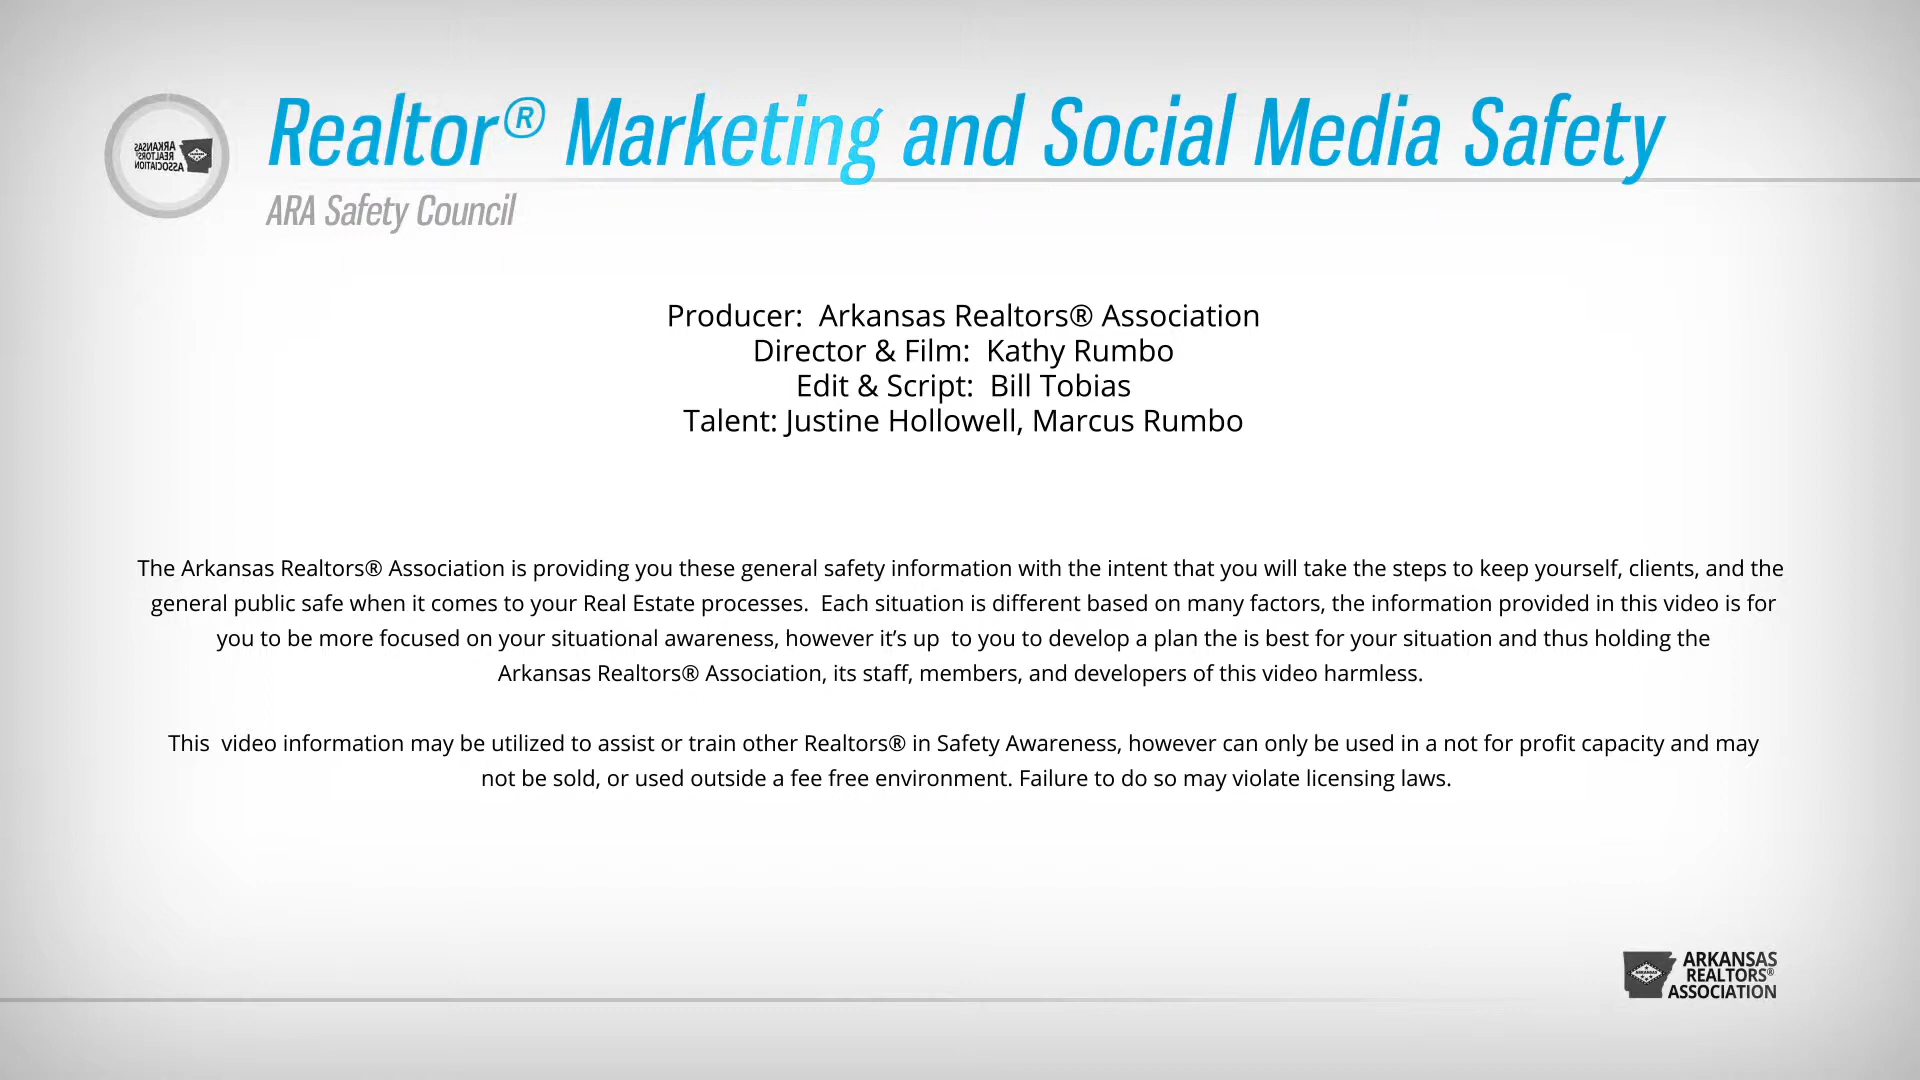 Realtor® Marketing and Social Media Safety
ARA Safety Council
ARKANSAS
REALTORS®
ASSOCIATION
Producer:  Arkansas Realtors® Association
Director & Film:  Kathy Rumbo
Edit & Script:  Bill Tobias
Talent: Justine Hollowell, Marcus Rumbo
The Arkansas Realtors® Association is providing you these general safety information with the intent that you will take the steps to keep yourself, clients, and the
general public safe when it comes to your Real Estate processes.  Each situation is different based on many factors, the information provided in this video is for
you to be more focused on your situational awareness, however it’s up  to you to develop a plan the is best for your situation and thus holding the
Arkansas Realtors® Association, its staff, members, and developers of this video harmless.
This  video information may be utilized to assist or train other Realtors® in Safety Awareness, however can only be used in a not for profit capacity and may
not be sold, or used outside a fee free environment. Failure to do so may violate licensing laws.
ARKANSAS
REALTORS®
ASSOCIATION